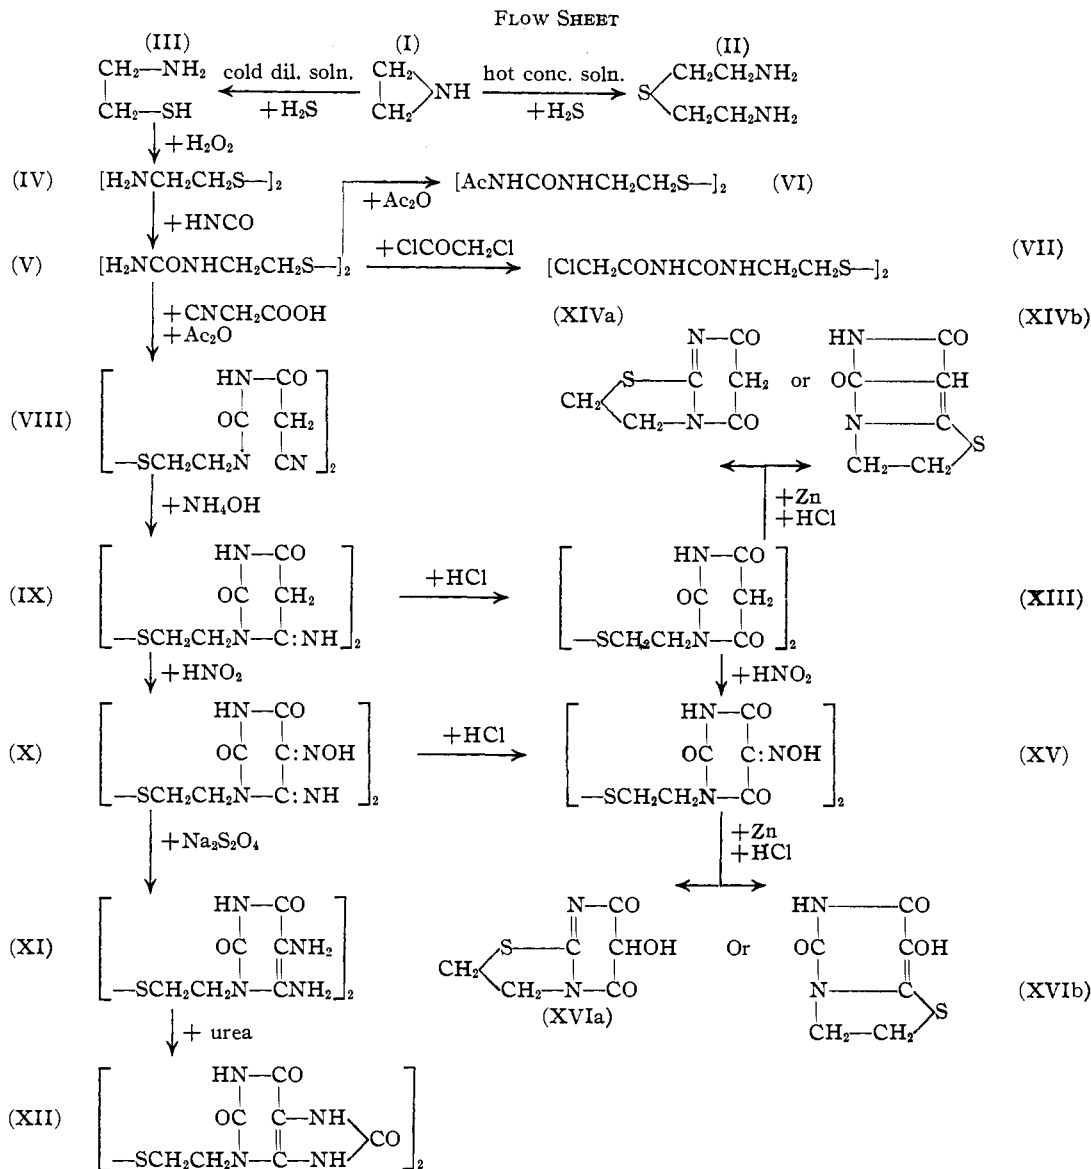 FLOW SHEET
(III) (I) (II)
CH₂—NH₂ cold dil. soln. CH₂ hot conc. soln. CH₂CH₂NH₂
NH S
CH₂—SH +H₂S CH₂ +H₂S CH₂CH₂NH₂
+H₂O₂
(IV) [H₂NCH₂CH₂S—]₂ [AcNHCONHCH₂CH₂S—]₂ (VI)
+Ac₂O
+HNCO
(V) [H₂NCONHCH₂CH₂S—]₂ +ClCOCH₂Cl [ClCH₂CONHCONHCH₂CH₂S—]₂ (VII)
+CNCH₂COOH
+Ac₂O
(XIVa) (XIVb)
N—CO HN—CO
S—C CH₂ or OC—CH
CH₂ N—C
CH₂—N—CO S
CH₂—CH₂
HN—CO
(VIII) OC CH₂
[—SCH₂CH₂N CN]₂
+NH₄OH
+Zn
+HCl
HN—CO HN—CO
(IX) OC CH₂ +HCl OC CH₂ (XIII)
[—SCH₂CH₂N—C:NH]₂ [—SCH₂CH₂N—CO]₂
+HNO₂ +HNO₂
HN—CO HN—CO
(X) OC C:NOH +HCl OC C:NOH (XV)
[—SCH₂CH₂N—C:NH]₂ [—SCH₂CH₂N—CO]₂
+Na₂S₂O₄ +Zn
+HCl
HN—CO N—CO HN—CO
(XI) OC CNH₂ S—C CHOH Or OC COH
[—SCH₂CH₂N—CNH₂]₂ CH₂ N—C (XVIb)
CH₂—N—CO S
(XVIa) CH₂—CH₂
+ urea
HN—CO
(XII) OC C—NH
CO
[—SCH₂CH₂N—C—NH]₂